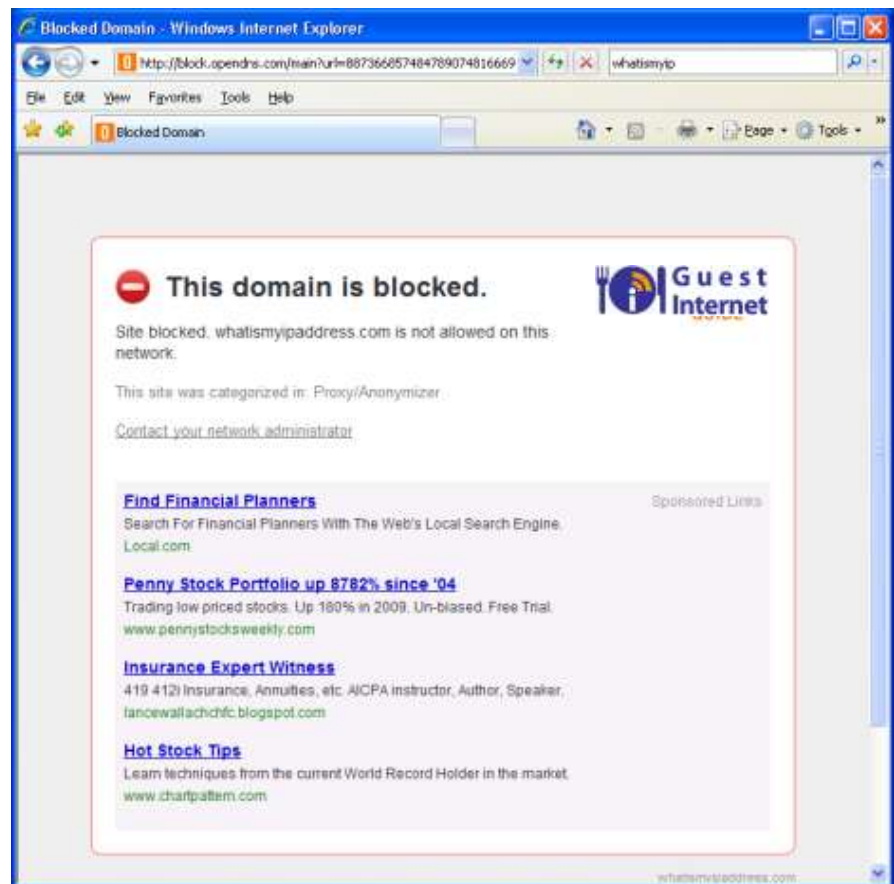 Blocked Domain - Windows Internet Explorer
http://block.opendns.com/main?url=88736685748478907481 6669
whatismyip
File Edit View Favorites Tools Help
Blocked Domain
Page Tools
This domain is blocked.
Guest
Internet
Site blocked. whatismyipaddress.com is not allowed on this
network.
This site was categorized in: Proxy/Anonymizer
Contact your network administrator
Find Financial Planners
Sponsored Links
Search For Financial Planners With The Web's Local Search Engine.
Local.com
Penny Stock Portfolio up 8782% since '04
Trading low priced stocks. Up 180% in 2009. Un-biased. Free Trial.
www.pennystocksweekly.com
Insurance Expert Witness
419 412i Insurance, Annuities, etc. AICPA instructor, Author, Speaker,
lancewallachchfc.blogspot.com
Hot Stock Tips
Learn techniques from the current World Record Holder in the market.
www.chartpattern.com
whatismyipaddress.com